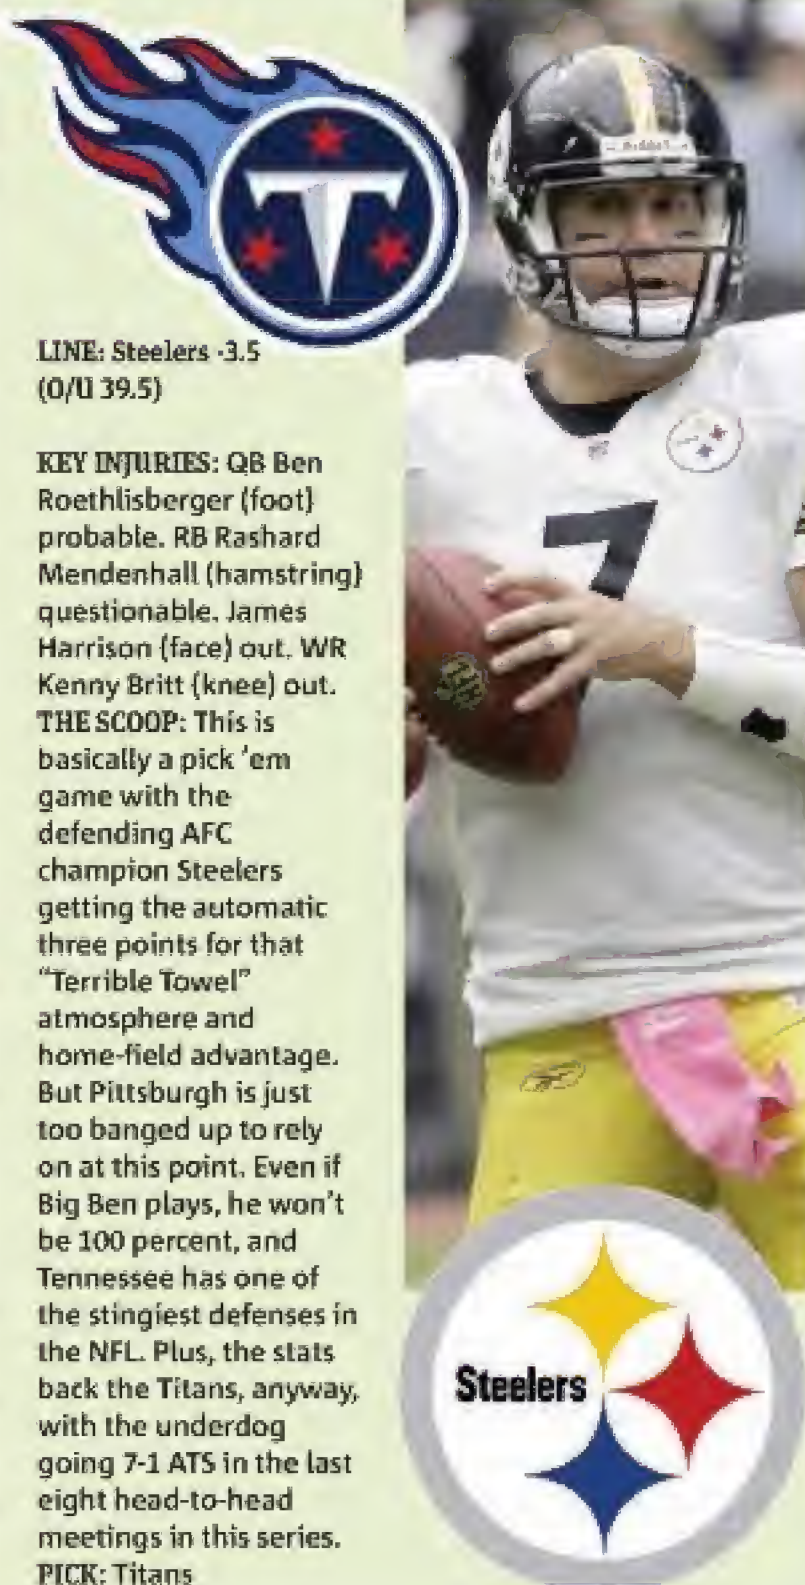 T
LINE: Steelers -3.5
(O/U 39.5)
KEY INJURIES: QB Ben
Roethlisberger (foot)
probable. RB Rashard
Mendenhall (hamstring)
questionable. James
Harrison (face) out. WR
Kenny Britt (knee) out.
THE SCOOP: This is
basically a pick 'em
game with the
defending AFC
champion Steelers
getting the automatic
three points for that
"Terrible Towel"
atmosphere and
home-field advantage.
But Pittsburgh is just
too banged up to rely
on at this point. Even if
Big Ben plays, he won't
be 100 percent, and
Tennessee has one of
the stingiest defenses in
the NFL. Plus, the stats
back the Titans, anyway,
with the underdog
going 7-1 ATS in the last
eight head-to-head
meetings in this series.
PICK: Titans
7
Steelers